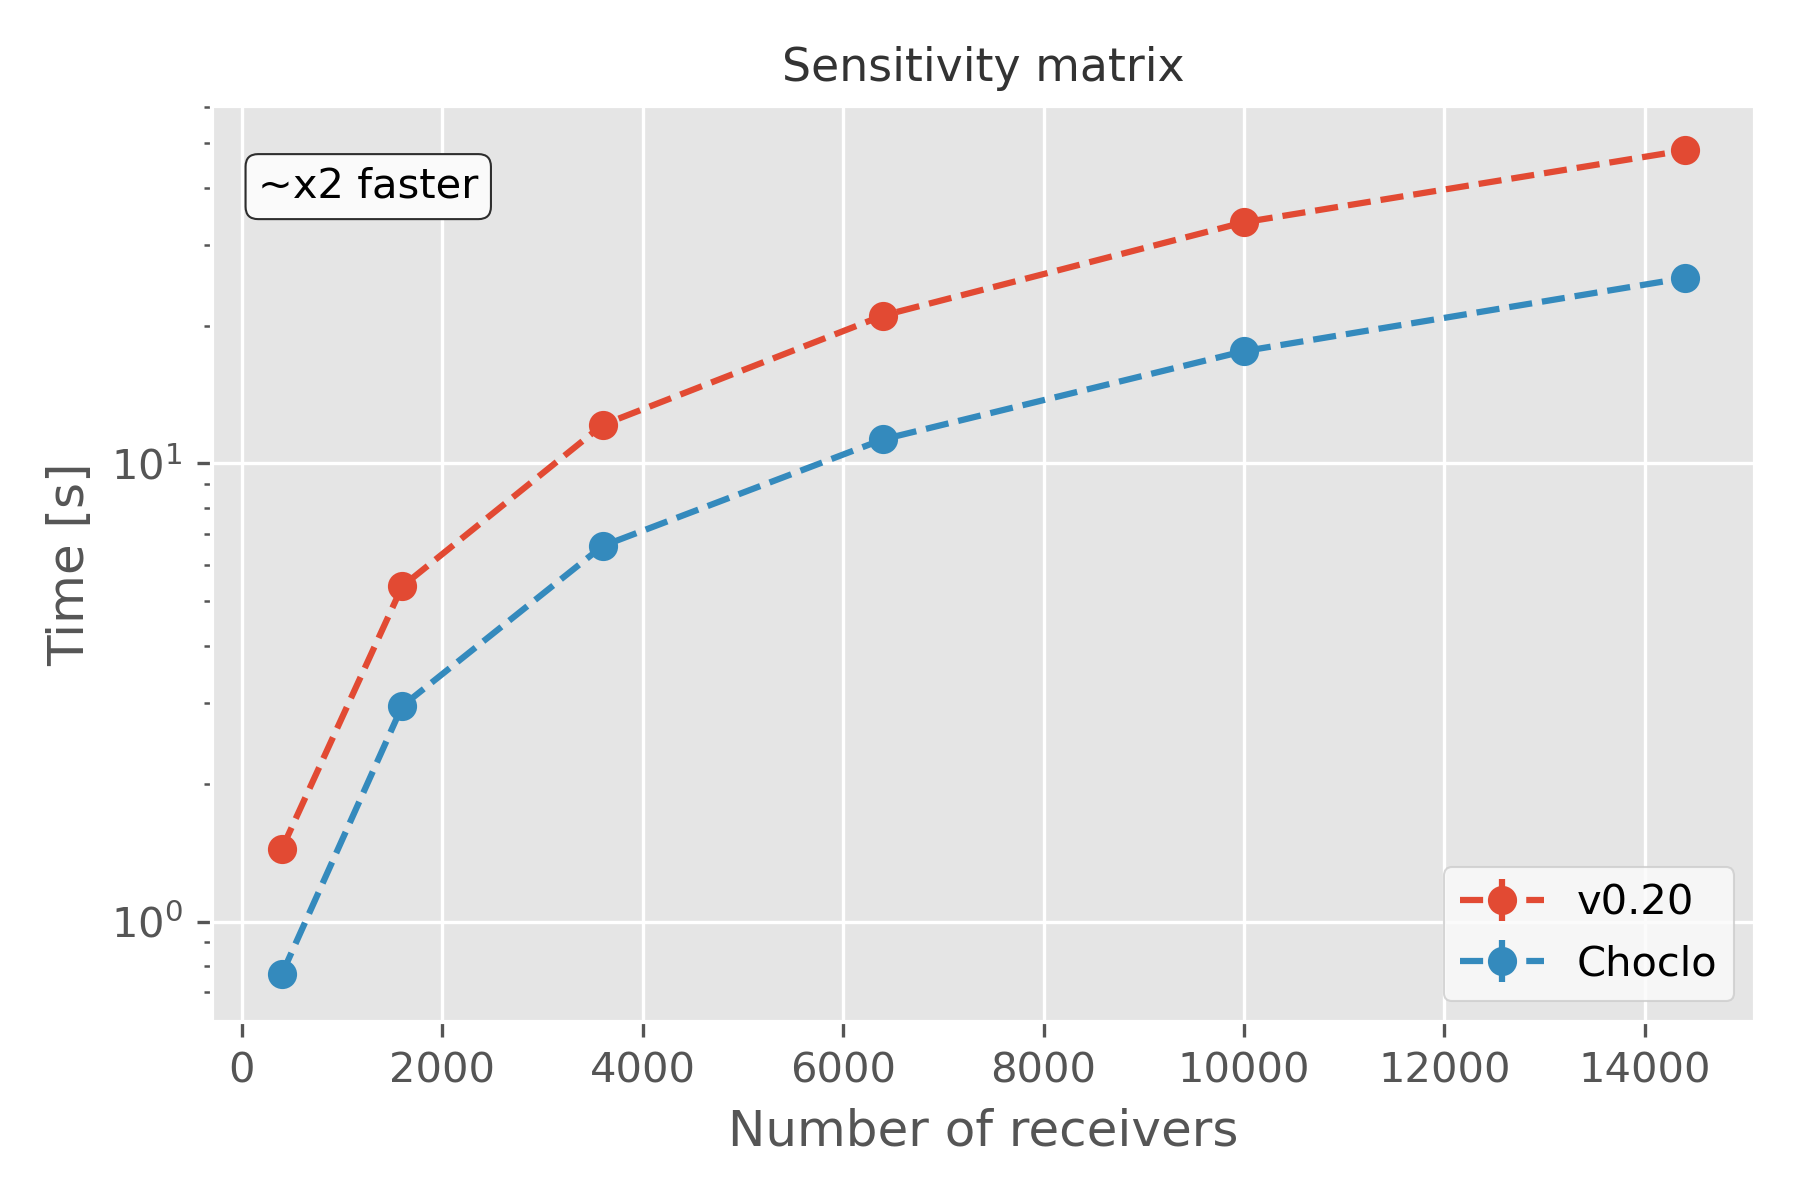 Sensitivity matrix
~x2 faster
Time [s]
10¹
10⁰
v0.20
Choclo
0 2000 4000 6000 8000 10000 12000 14000
Number of receivers